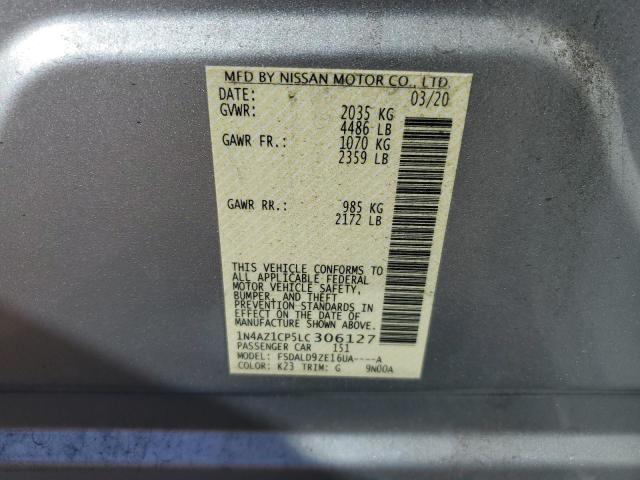 MFD BY NISSAN MOTOR CO., LTD.
DATE: 03/20
GVWR: 2035 KG
4486 LB
GAWR FR.: 1070 KG
2359 LB
GAWR RR.: 985 KG
2172 LB
THIS VEHICLE CONFORMS TO
ALL APPLICABLE FEDERAL
MOTOR VEHICLE SAFETY,
BUMPER, AND THEFT
PREVENTION STANDARDS IN
EFFECT ON THE DATE OF
MANUFACTURE SHOWN ABOVE.
1N4AZ1CP5LC306127
PASSENGER CAR 151
MODEL: FSDALD9ZE16UA----A
COLOR: K23 TRIM: G 9N00A